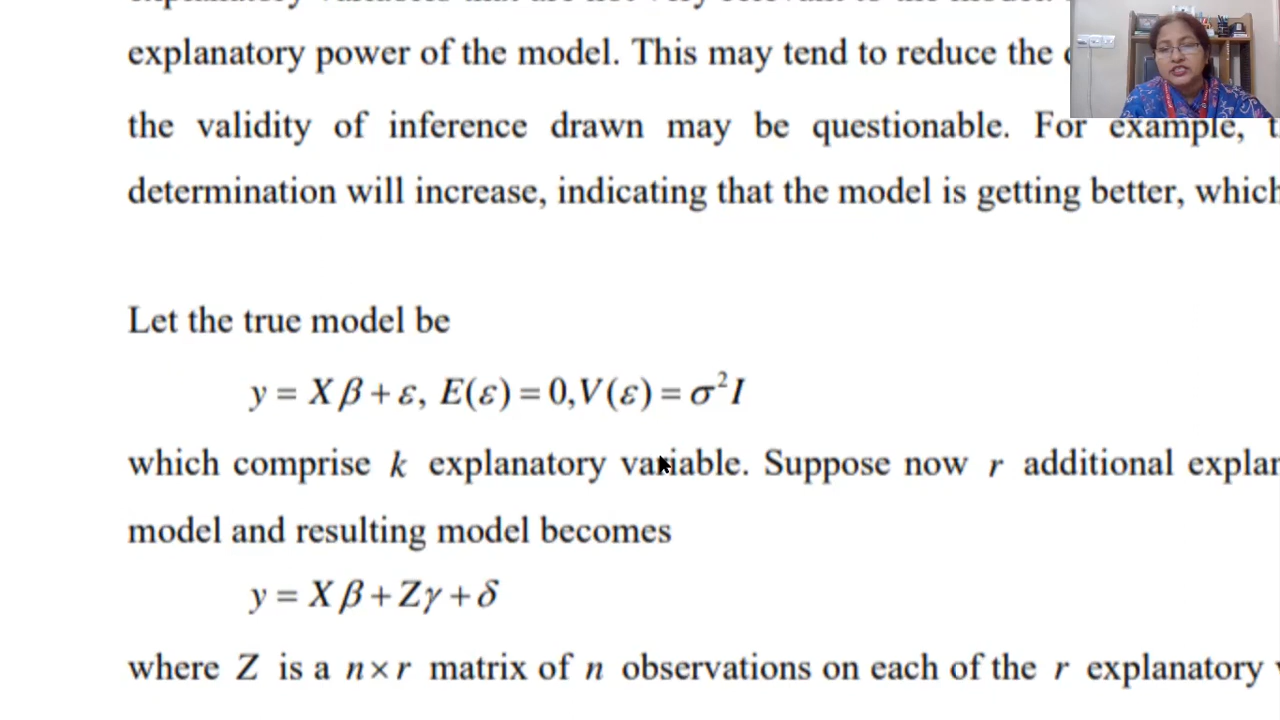 explanatory power of the model. This may tend to reduce the
the validity of inference drawn may be questionable. For example,
determination will increase, indicating that the model is getting better, which
Let the true model be
y = Xβ + ε, E(ε) = 0, V(ε) = σ²I
which comprise k explanatory variable. Suppose now r additional
model and resulting model becomes
y = Xβ + Zγ + δ
where Z is a n × r matrix of n observations on each of the r explanatory